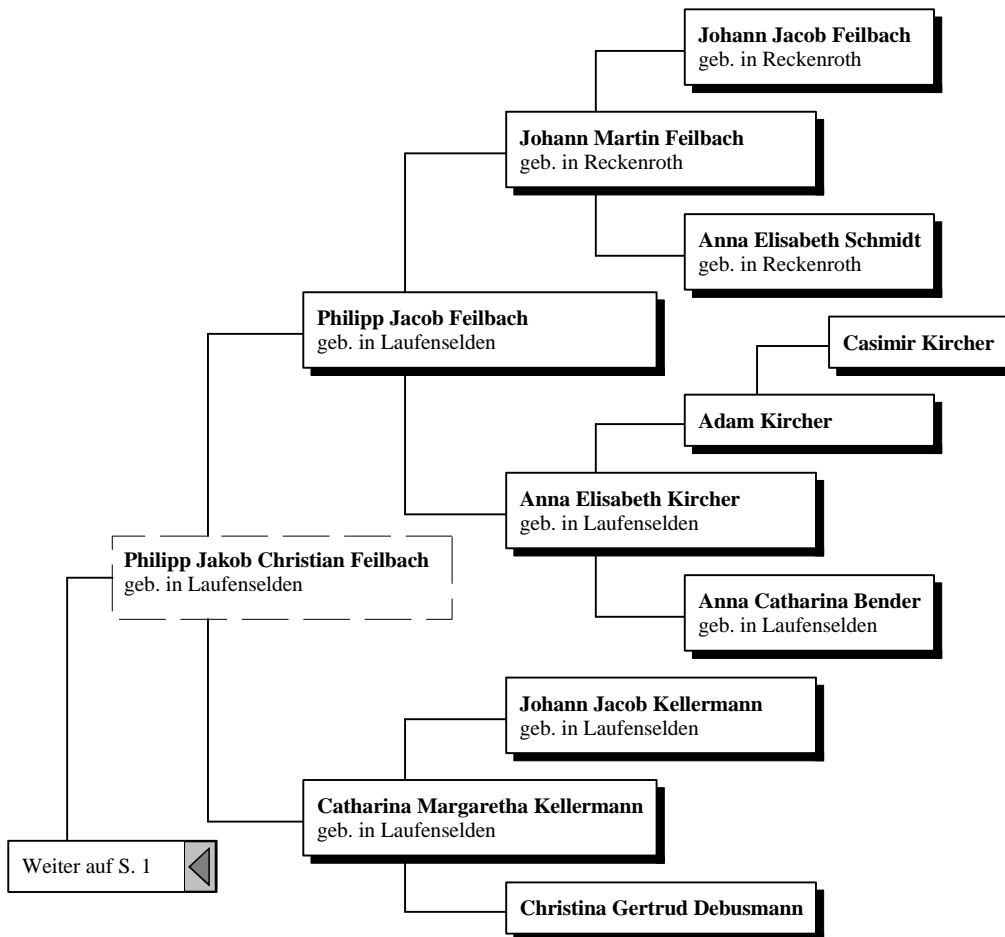 Johann Jacob Feilbach
geb. in Reckenroth
Johann Martin Feilbach
geb. in Reckenroth
Anna Elisabeth Schmidt
geb. in Reckenroth
Philipp Jacob Feilbach
geb. in Laufenselden
Casimir Kircher
Adam Kircher
Anna Elisabeth Kircher
geb. in Laufenselden
Philipp Jakob Christian Feilbach
geb. in Laufenselden
Anna Catharina Bender
geb. in Laufenselden
Johann Jacob Kellermann
geb. in Laufenselden
Catharina Margaretha Kellermann
geb. in Laufenselden
Weiter auf S. 1
Christina Gertrud Debusmann